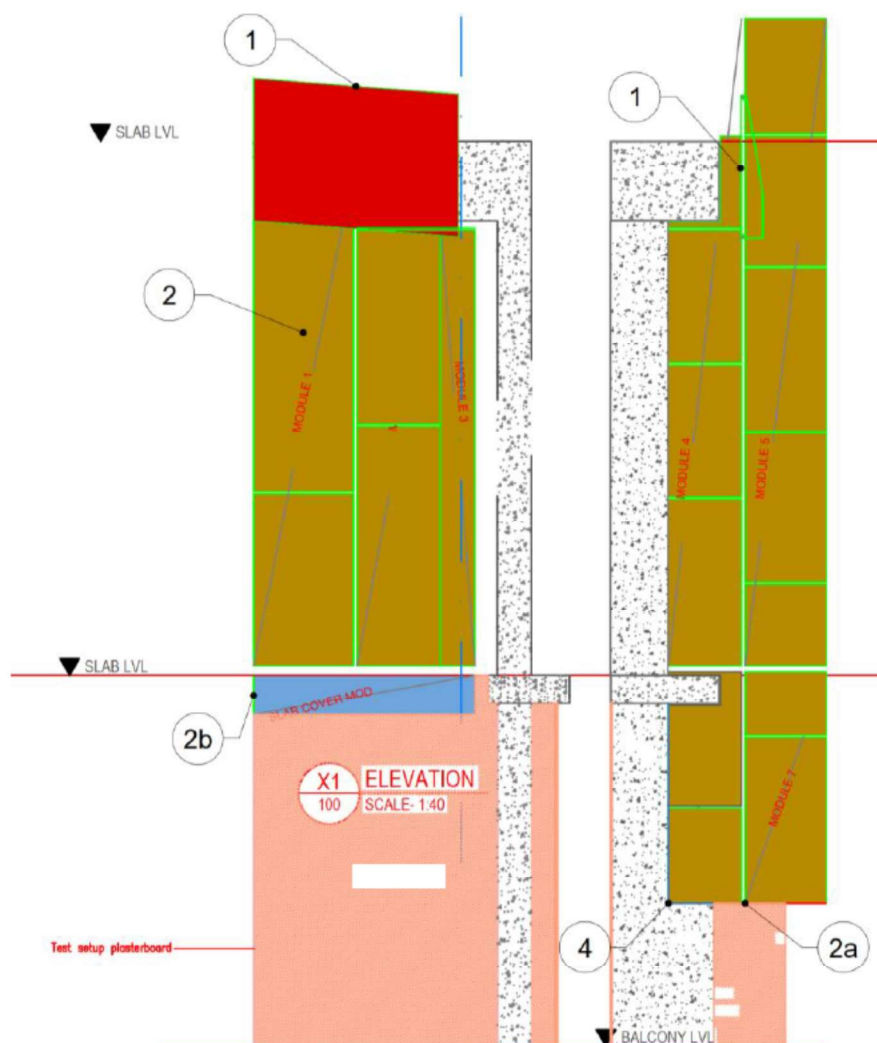 1
SLAB LVL
1
2
MODULE 1
MODULE 3
MODULE 4
MODULE 5
SLAB LVL
2b
SLAB COVER MOD
X1
100
ELEVATION
SCALE- 1:40
MODULE 7
Test setup plasterboard
4
2a
BALCONY LVL